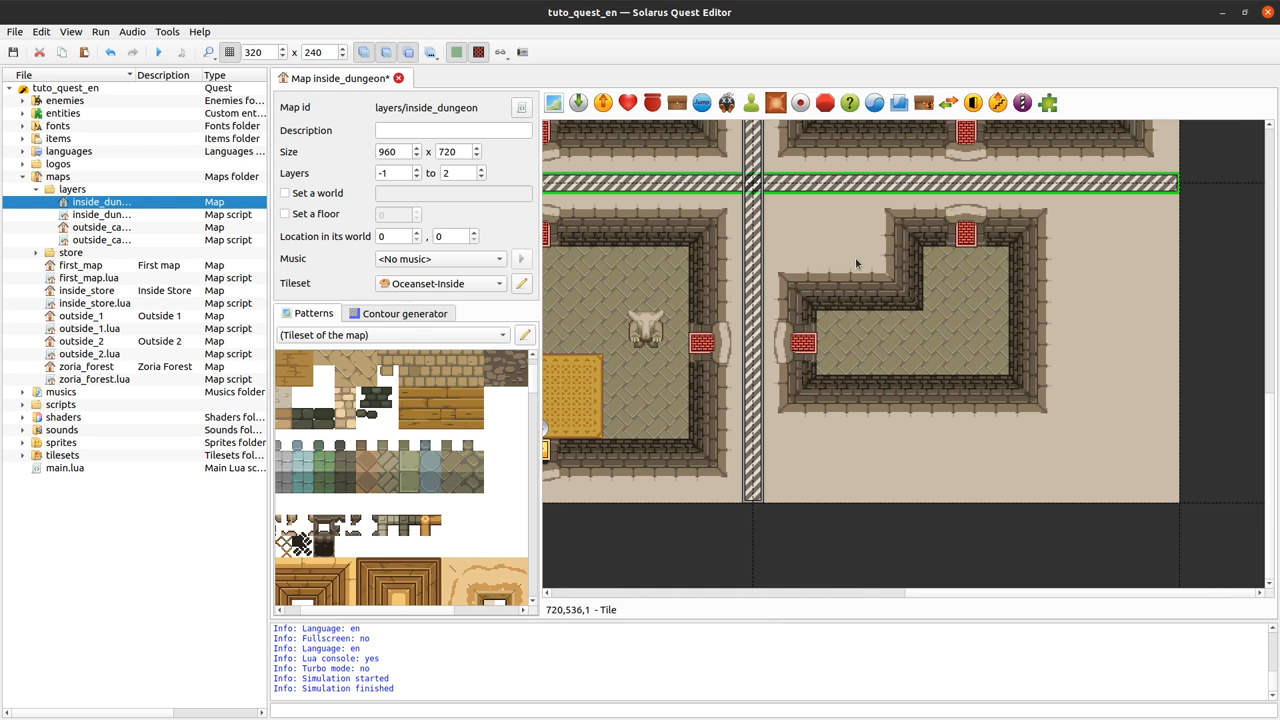 tuto_quest_en — Solarus Quest Editor
File Edit View Run Audio Tools Help
320 x 240
File Description Type
tuto_quest_en Quest
enemies Enemies fo...
entities Custom ent...
fonts Fonts folder
items Items folder
languages Languages ...
logos
maps Maps folder
layers
inside_dun... Map
inside_dun... Map script
outside_ca... Map
outside_ca... Map script
store
first_map First map Map
first_map.lua Map script
inside_store Inside Store Map
inside_store.lua Map script
outside_1 Outside 1 Map
outside_1.lua Map script
outside_2 Outside 2 Map
outside_2.lua Map script
zoria_forest Zoria Forest Map
zoria_forest.lua Map script
musics Musics folder
scripts
shaders Shaders fol...
sounds Sounds fol...
sprites Sprites folder
tilesets Tilesets fol...
main.lua Main Lua sc...
Map inside_dungeon*
Map id layers/inside_dungeon
Description
Size 960 x 720
Layers -1 to 2
Set a world
Set a floor 0
Location in its world 0 , 0
Music <No music>
Tileset Oceanset-Inside
Patterns Contour generator
(Tileset of the map)
Jump
720,536,1 - Tile
Info: Language: en
Info: Fullscreen: no
Info: Language: en
Info: Lua console: yes
Info: Turbo mode: no
Info: Simulation started
Info: Simulation finished